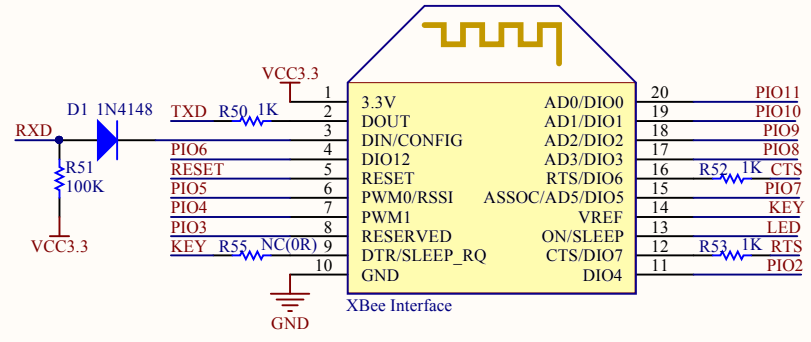 VCC3.3
D1 1N4148
RXD
R51
100K
VCC3.3
TXD R50 1K
PIO6
RESET
PIO5
PIO4
PIO3
KEY R55 NC(0R)
GND
1 3.3V
2 DOUT
3 DIN/CONFIG
4 DIO12
5 RESET
6 PWM0/RSSI
7 PWM1
8 RESERVED
9 DTR/SLEEP_RQ
10 GND
AD0/DIO0 20 PIO11
AD1/DIO1 19 PIO10
AD2/DIO2 18 PIO9
AD3/DIO3 17 PIO8
RTS/DIO6 16 R52 1K CTS
ASSOC/AD5/DIO5 15 PIO7
VREF 14 KEY
ON/SLEEP 13 LED
CTS/DIO7 12 R53 1K RTS
DIO4 11 PIO2
XBee Interface